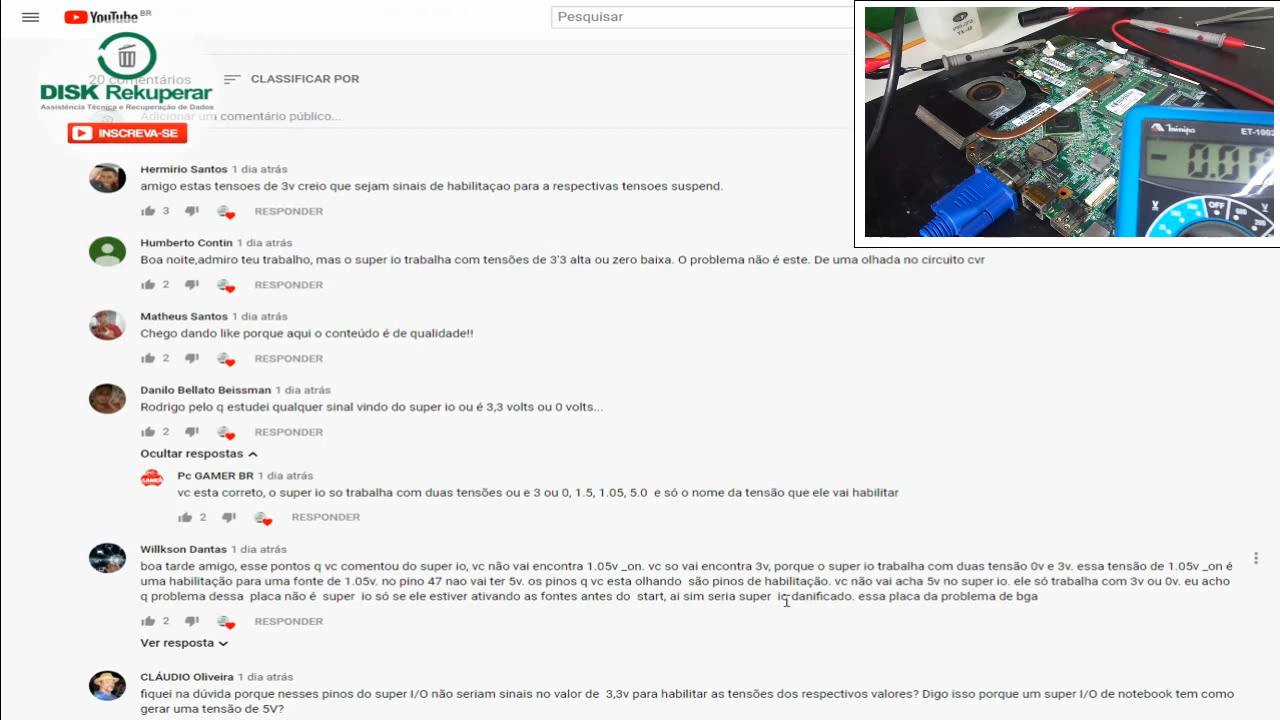 YouTube BR
Pesquisar
20 comentários
CLASSIFICAR POR
DISK Rekuperar
Assistência Técnica e Recuperação de Dados
Adicionar um comentário público...
INSCREVA-SE
minipa
ET-1002
- 0.00
OFF
Hermirio Santos 1 dia atrás
amigo estas tensoes de 3v creio que sejam sinais de habilitaçao para a respectivas tensoes suspend.
3 RESPONDER
Humberto Contin 1 dia atrás
Boa noite,admiro teu trabalho, mas o super io trabalha com tensões de 3'3 alta ou zero baixa. O problema não é este. De uma olhada no circuito cvr
2 RESPONDER
Matheus Santos 1 dia atrás
Chego dando like porque aqui o conteúdo é de qualidade!!
2 RESPONDER
Danilo Bellato Beissman 1 dia atrás
Rodrigo pelo q estudei qualquer sinal vindo do super io ou é 3,3 volts ou 0 volts...
2 RESPONDER
Ocultar respostas
Pc GAMER BR 1 dia atrás
vc esta correto, o super io so trabalha com duas tensões ou e 3 ou 0, 1.5, 1.05, 5.0 e só o nome da tensão que ele vai habilitar
2 RESPONDER
Willkson Dantas 1 dia atrás
boa tarde amigo, esse pontos q vc comentou do super io, vc não vai encontra 1.05v _on. vc so vai encontra 3v, porque o super io trabalha com duas tensão 0v e 3v. essa tensão de 1.05v _on é
uma habilitação para uma fonte de 1.05v. no pino 47 nao vai ter 5v. os pinos q vc esta olhando são pinos de habilitação. vc não vai acha 5v no super io. ele só trabalha com 3v ou 0v. eu acho
q problema dessa placa não é super io só se ele estiver ativando as fontes antes do start, ai sim seria super io danificado. essa placa da problema de bga
2 RESPONDER
Ver resposta
CLÁUDIO Oliveira 1 dia atrás
fiquei na dúvida porque nesses pinos do super I/O não seriam sinais no valor de 3,3v para habilitar as tensões dos respectivos valores? Digo isso porque um super I/O de notebook tem como
gerar uma tensão de 5V?